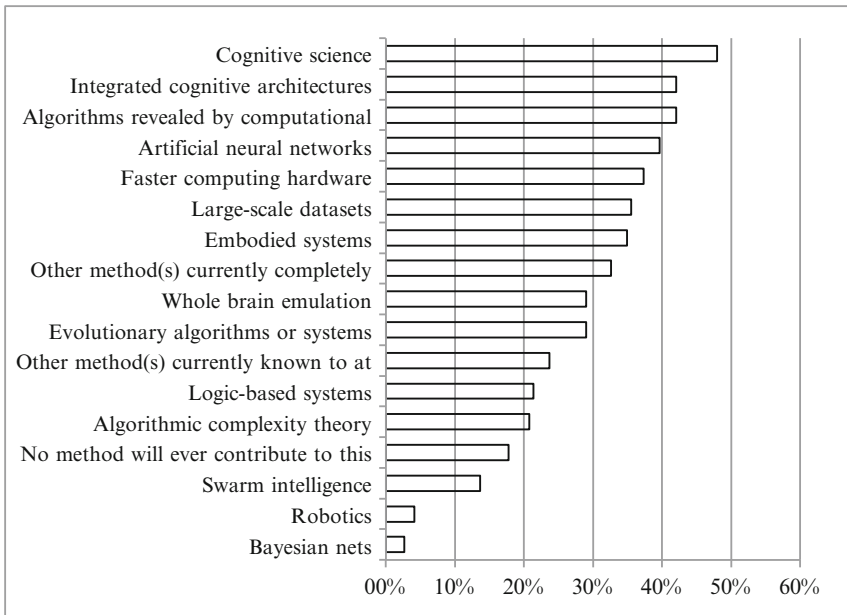 Cognitive science
Integrated cognitive architectures
Algorithms revealed by computational
Artificial neural networks
Faster computing hardware
Large-scale datasets
Embodied systems
Other method(s) currently completely
Whole brain emulation
Evolutionary algorithms or systems
Other method(s) currently known to at
Logic-based systems
Algorithmic complexity theory
No method will ever contribute to this
Swarm intelligence
Robotics
Bayesian nets
00% 10% 20% 30% 40% 50% 60%